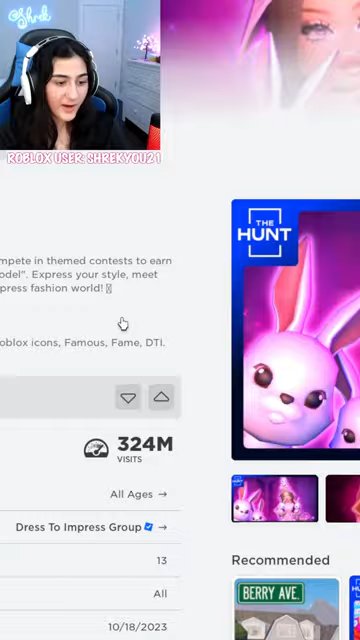 Shrek
ROBLOX USER: SHREKYOU21
THE
HUNT
mpete in themed contests to earn
odel". Express your style, meet
press fashion world!
oblox icons, Famous, Fame, DTI.
324M
VISITS
All Ages →
Dress To Impress Group →
13
All
10/18/2023
Recommended
BERRY AVE.